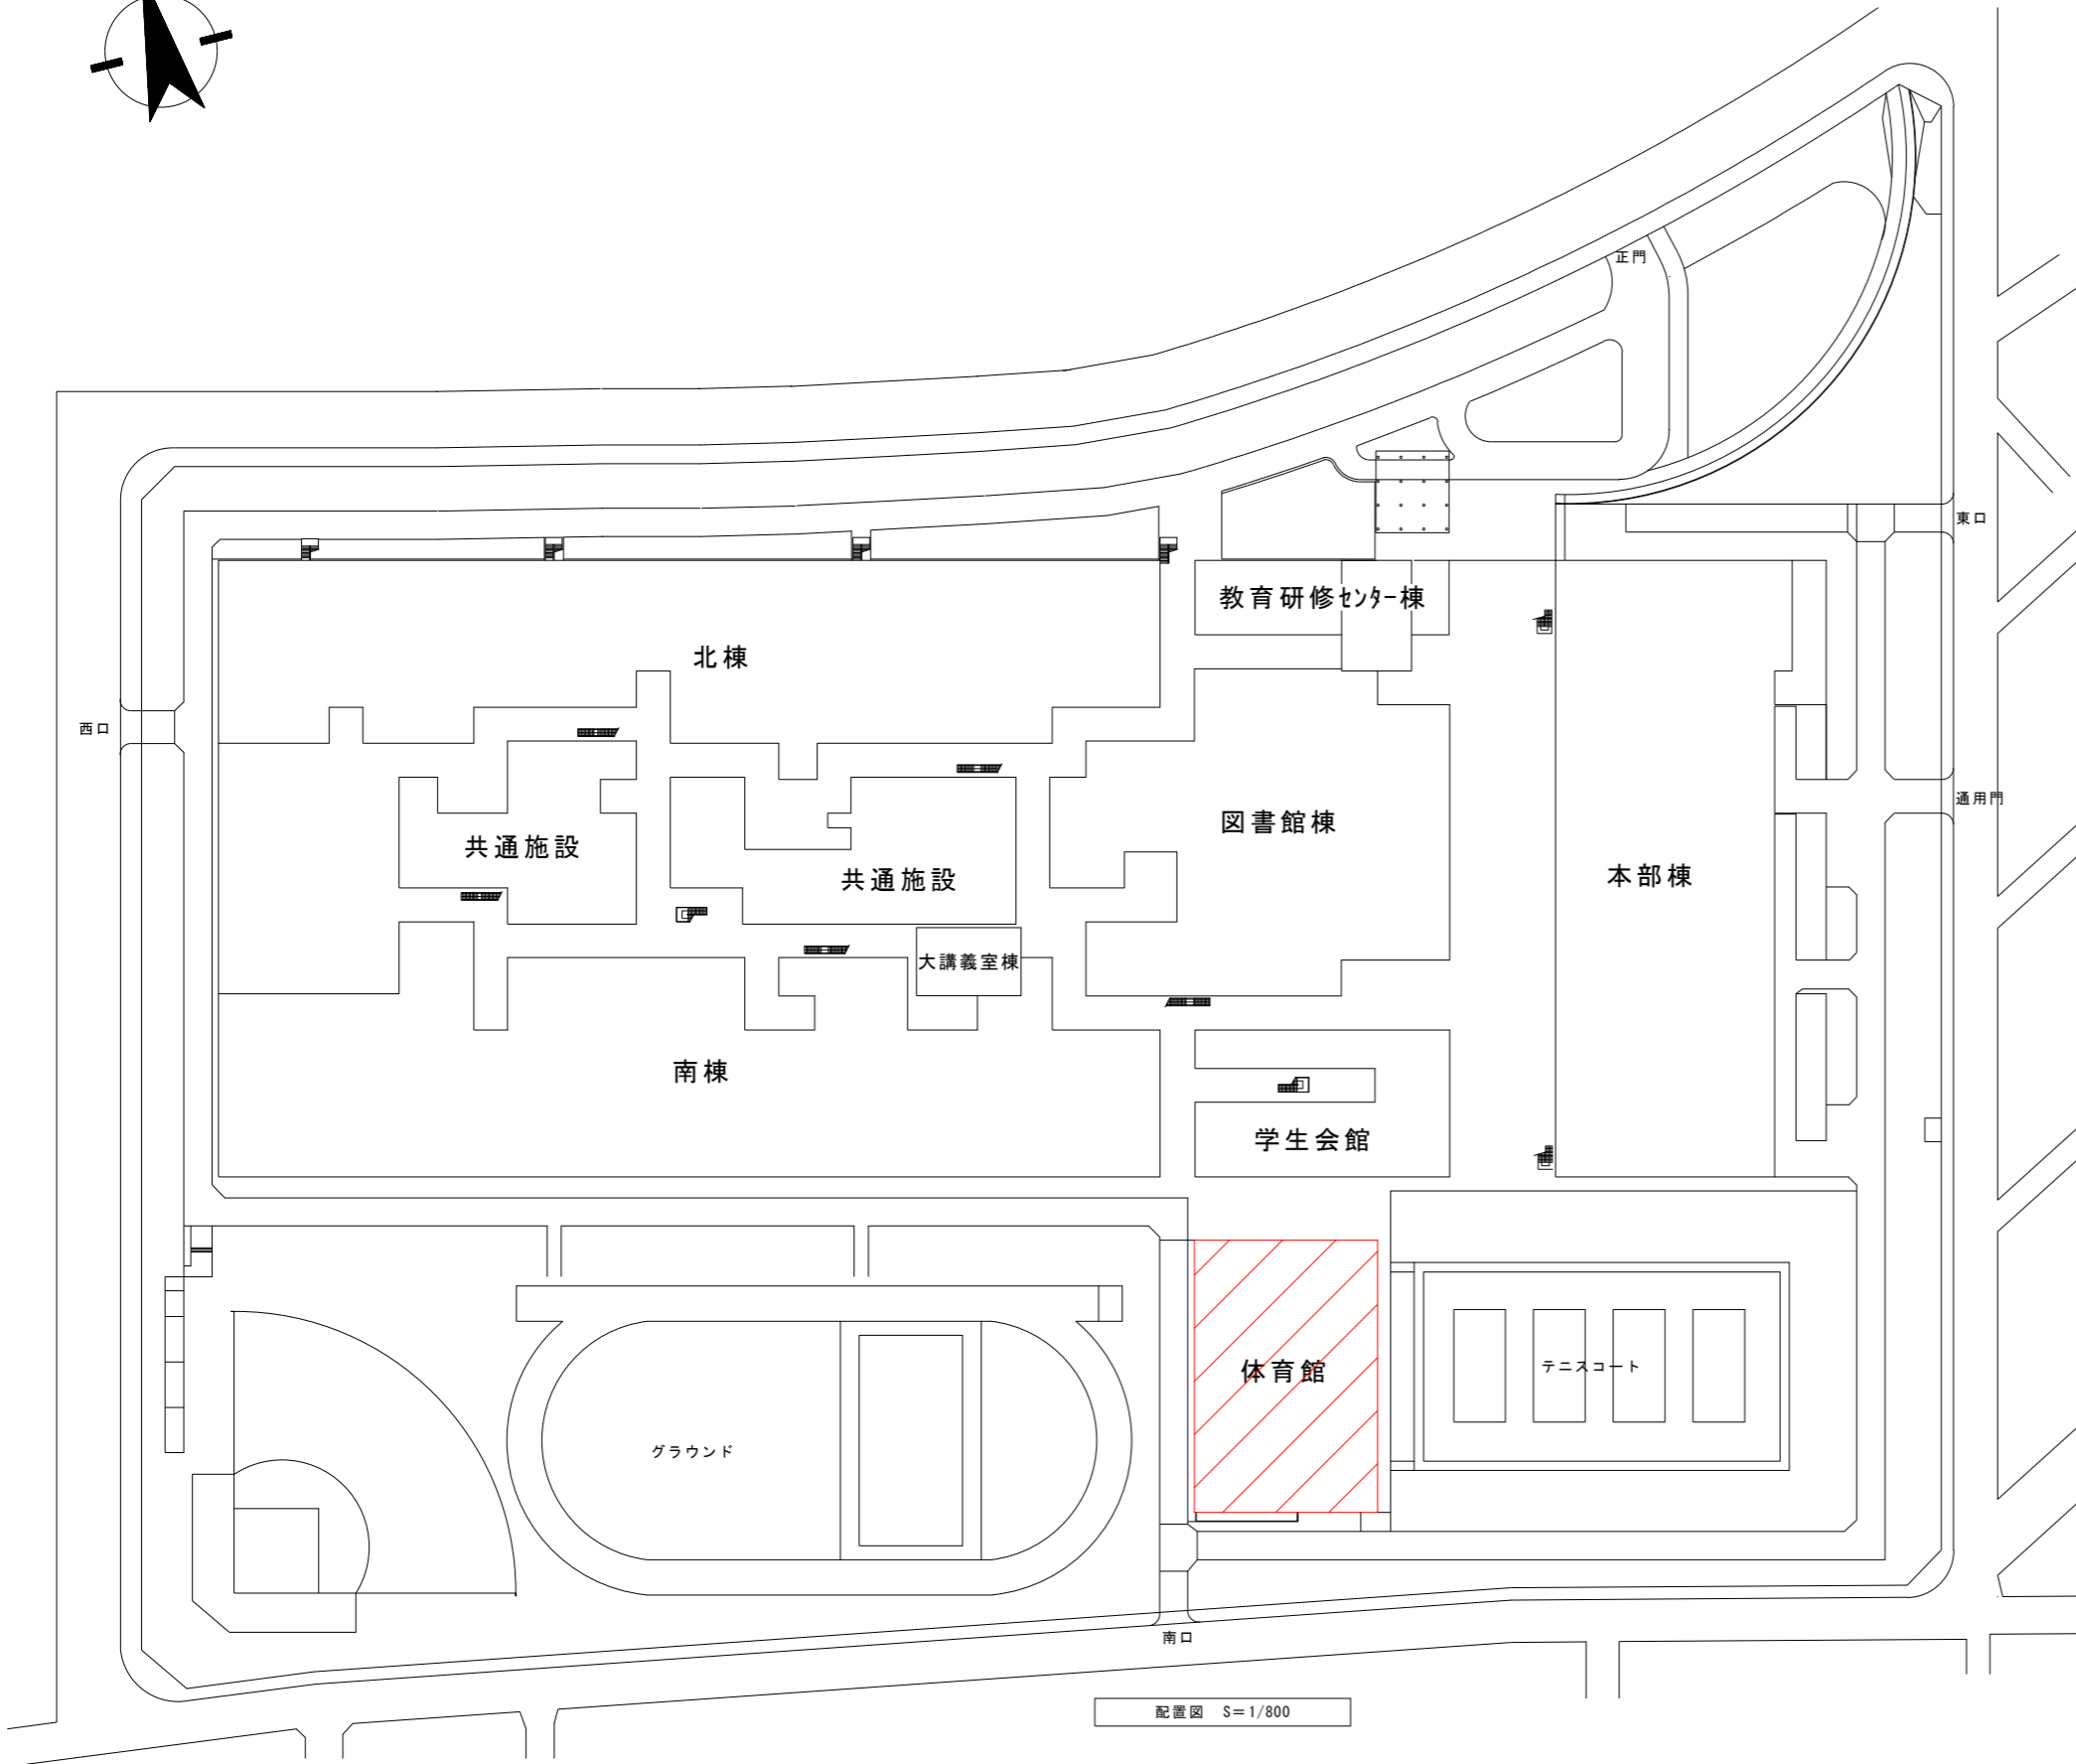 正門
東口
教育研修ｾﾝﾀｰ棟
北棟
西口
通用門
図書館棟
共通施設
共通施設
本部棟
大講義室棟
南棟
学生会館
体育館
テニスコート
グラウンド
南口
配置図　S＝1/800